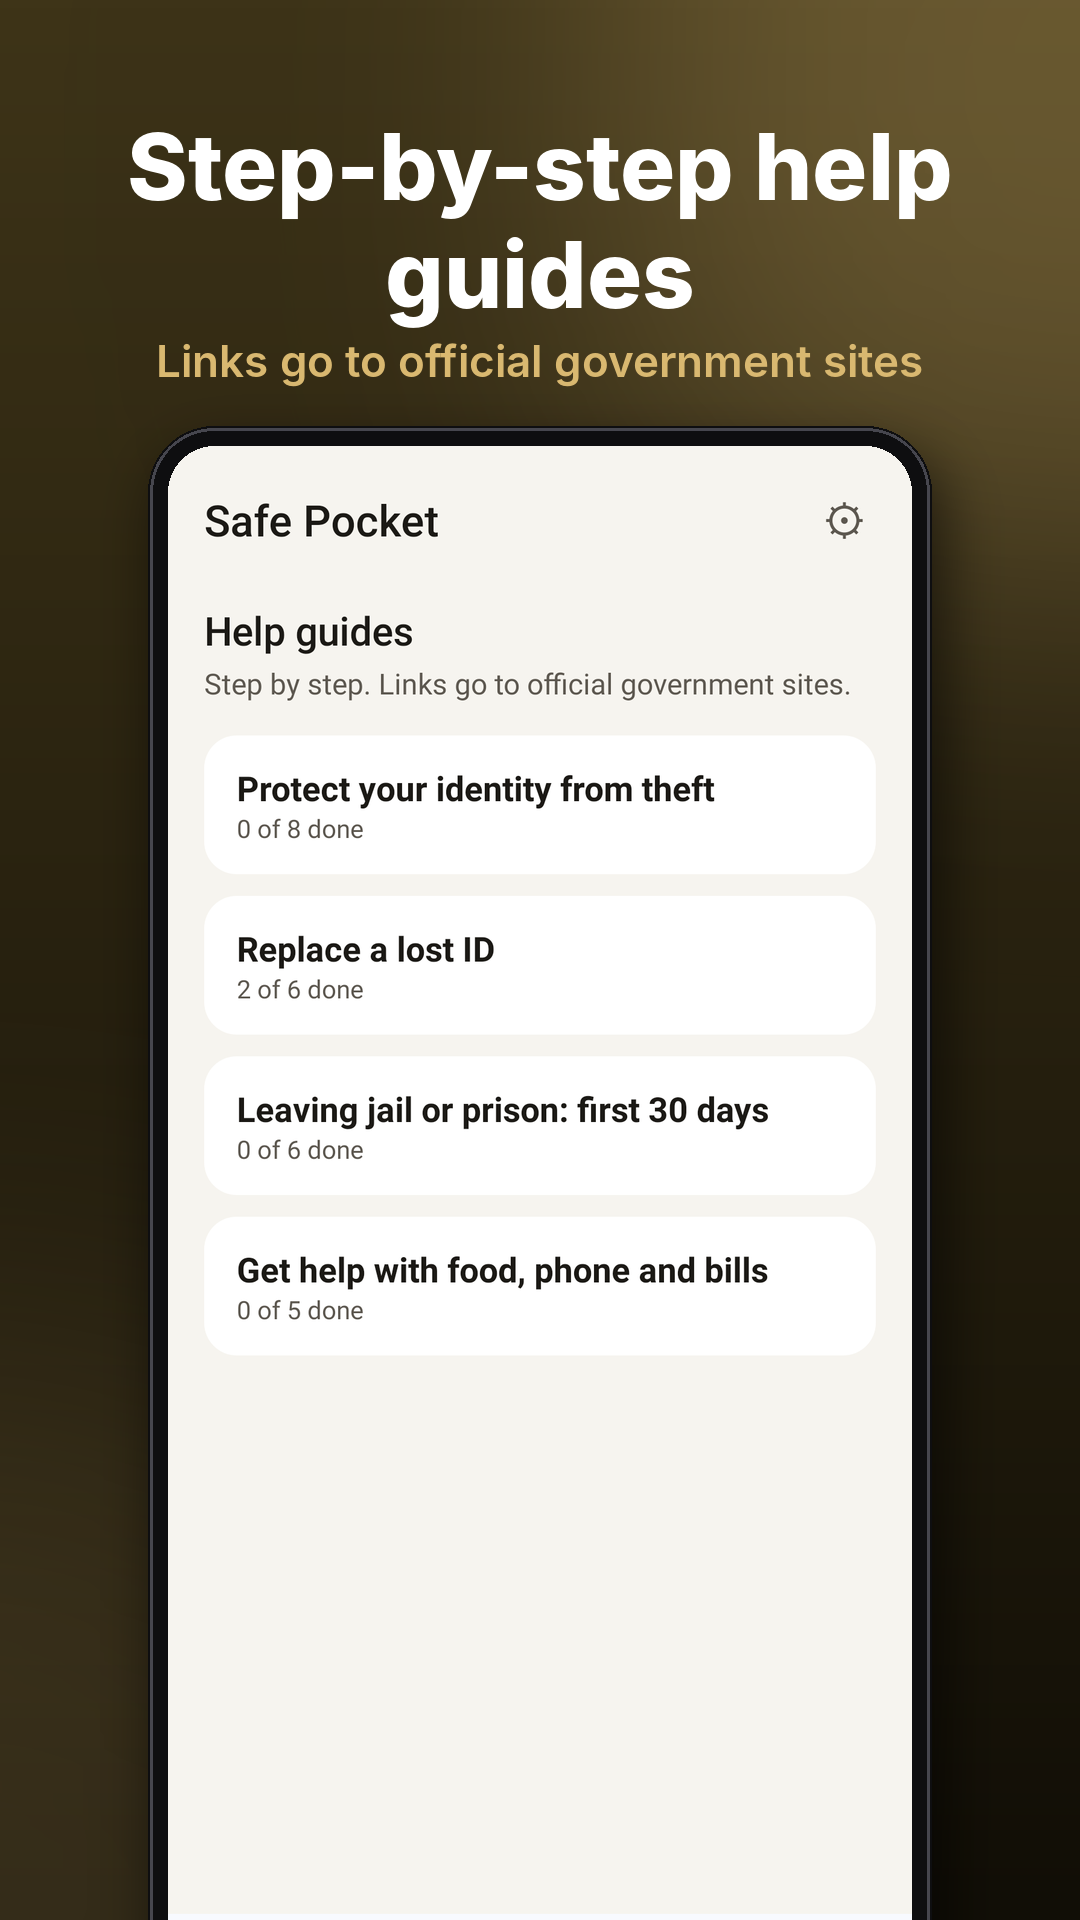 Step-by-step help
guides
Links go to official government sites
Safe Pocket
Help guides
Step by step. Links go to official government sites.
Protect your identity from theft
0 of 8 done
Replace a lost ID
2 of 6 done
Leaving jail or prison: first 30 days
0 of 6 done
Get help with food, phone and bills
0 of 5 done